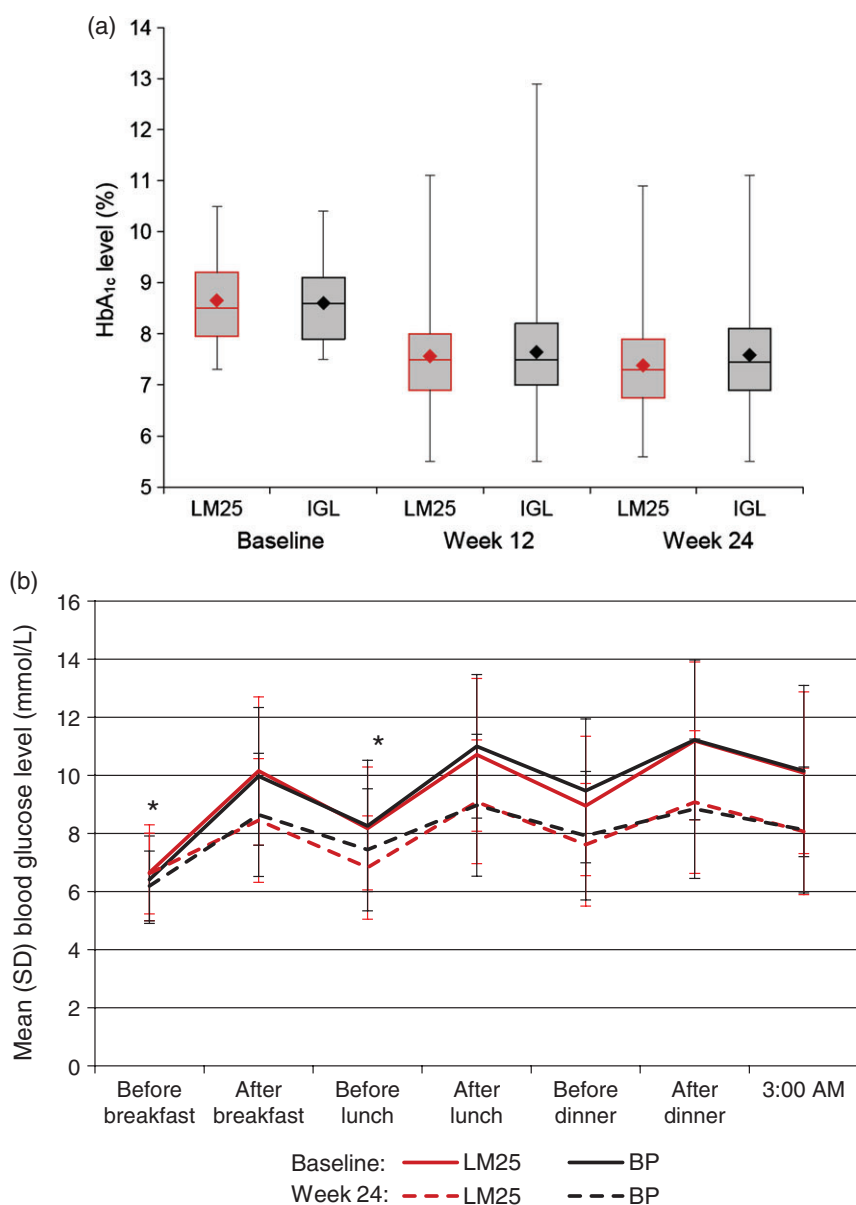 (a)
14
13
12
11
10
9
8
7
6
5
HbA1c level (%)
LM25 IGL LM25 IGL LM25 IGL
Baseline Week 12 Week 24
(b)
16
14
12
10
8
6
4
2
0
Mean (SD) blood glucose level (mmol/L)
*
*
Before breakfast
After breakfast
Before lunch
After lunch
Before dinner
After dinner
3:00 AM
Baseline: LM25 BP
Week 24: LM25 BP